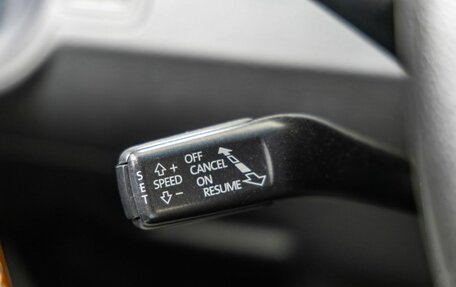 SET
+
SPEED
-
OFF
CANCEL
ON
RESUME